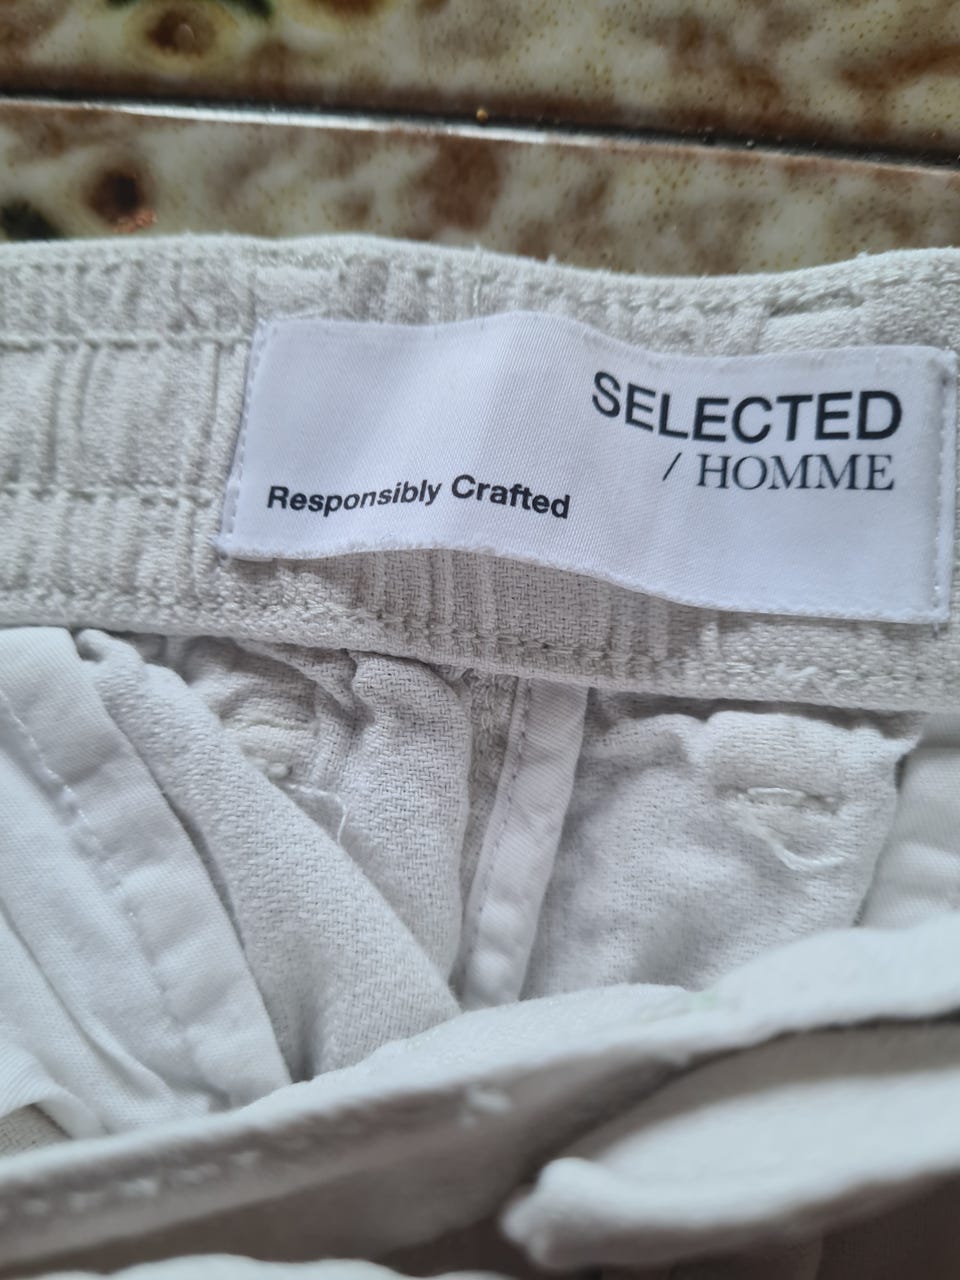 SELECTED
/ HOMME
Responsibly Crafted